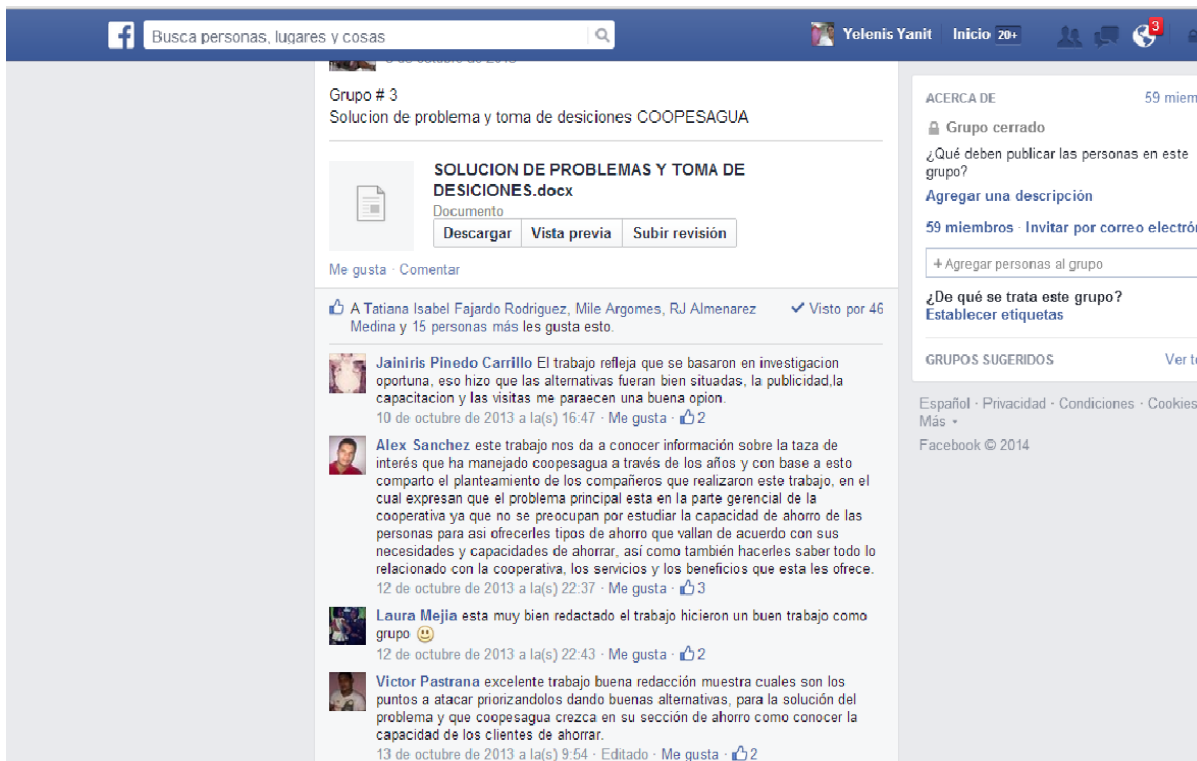 f Busca personas, lugares y cosas Yelenis Yanit Inicio 20+ 3
Grupo # 3
Solucion de problema y toma de desiciones COOPESAGUA
SOLUCION DE PROBLEMAS Y TOMA DE
DESICIONES.docx
Documento
Descargar Vista previa Subir revisión
Me gusta · Comentar
A Tatiana Isabel Fajardo Rodriguez, Mile Argomes, RJ Almenarez
Medina y 15 personas más les gusta esto.
✓ Visto por 46
Jainiris Pinedo Carrillo El trabajo refleja que se basaron en investigacion
oportuna, eso hizo que las alternativas fueran bien situadas, la publicidad,la
capacitacion y las visitas me paraecen una buena opion.
10 de octubre de 2013 a la(s) 16:47 · Me gusta · 2
Alex Sanchez este trabajo nos da a conocer información sobre la taza de
interés que ha manejado coopesagua a través de los años y con base a esto
comparto el planteamiento de los compañeros que realizaron este trabajo, en el
cual expresan que el problema principal esta en la parte gerencial de la
cooperativa ya que no se preocupan por estudiar la capacidad de ahorro de las
personas para asi ofrecerles tipos de ahorro que vallan de acuerdo con sus
necesidades y capacidades de ahorrar, así como también hacerles saber todo lo
relacionado con la cooperativa, los servicios y los beneficios que esta les ofrece.
12 de octubre de 2013 a la(s) 22:37 · Me gusta · 3
Laura Mejia esta muy bien redactado el trabajo hicieron un buen trabajo como
grupo
12 de octubre de 2013 a la(s) 22:43 · Me gusta · 2
Victor Pastrana excelente trabajo buena redacción muestra cuales son los
puntos a atacar priorizandolos dando buenas alternativas, para la solución del
problema y que coopesagua crezca en su sección de ahorro como conocer la
capacidad de los clientes de ahorrar.
13 de octubre de 2013 a la(s) 9:54 · Editado · Me gusta · 2
ACERCA DE 59 miem
Grupo cerrado
¿Qué deben publicar las personas en este
grupo?
Agregar una descripción
59 miembros · Invitar por correo electrón
+ Agregar personas al grupo
¿De qué se trata este grupo?
Establecer etiquetas
GRUPOS SUGERIDOS Ver t
Español · Privacidad · Condiciones · Cookies
Más
Facebook © 2014